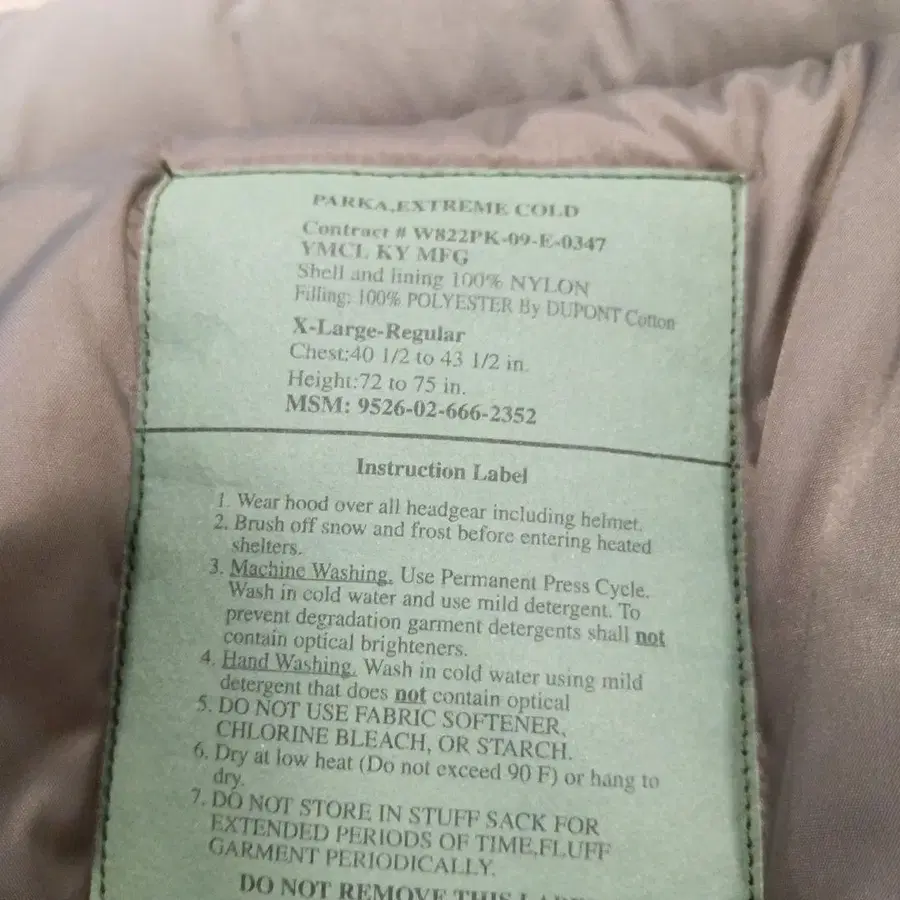 PARKA,EXTREME COLD
Contract # W822PK-09-E-0347
YMCL KY MFG
Shell and lining 100% NYLON
Filling: 100% POLYESTER By DUPONT Cotton
X-Large-Regular
Chest:40 1/2 to 43 1/2 in.
Height:72 to 75 in.
MSM: 9526-02-666-2352
Instruction Label
1. Wear hood over all headgear including helmet.
2. Brush off snow and frost before entering heated
shelters.
3. Machine Washing. Use Permanent Press Cycle.
Wash in cold water and use mild detergent. To
prevent degradation garment detergents shall not
contain optical brighteners.
4. Hand Washing. Wash in cold water using mild
detergent that does not contain optical
5. DO NOT USE FABRIC SOFTENER,
CHLORINE BLEACH, OR STARCH.
6. Dry at low heat (Do not exceed 90 F) or hang to
dry.
7. DO NOT STORE IN STUFF SACK FOR
EXTENDED PERIODS OF TIME,FLUFF
GARMENT PERIODICALLY.
DO NOT REMOVE THIS